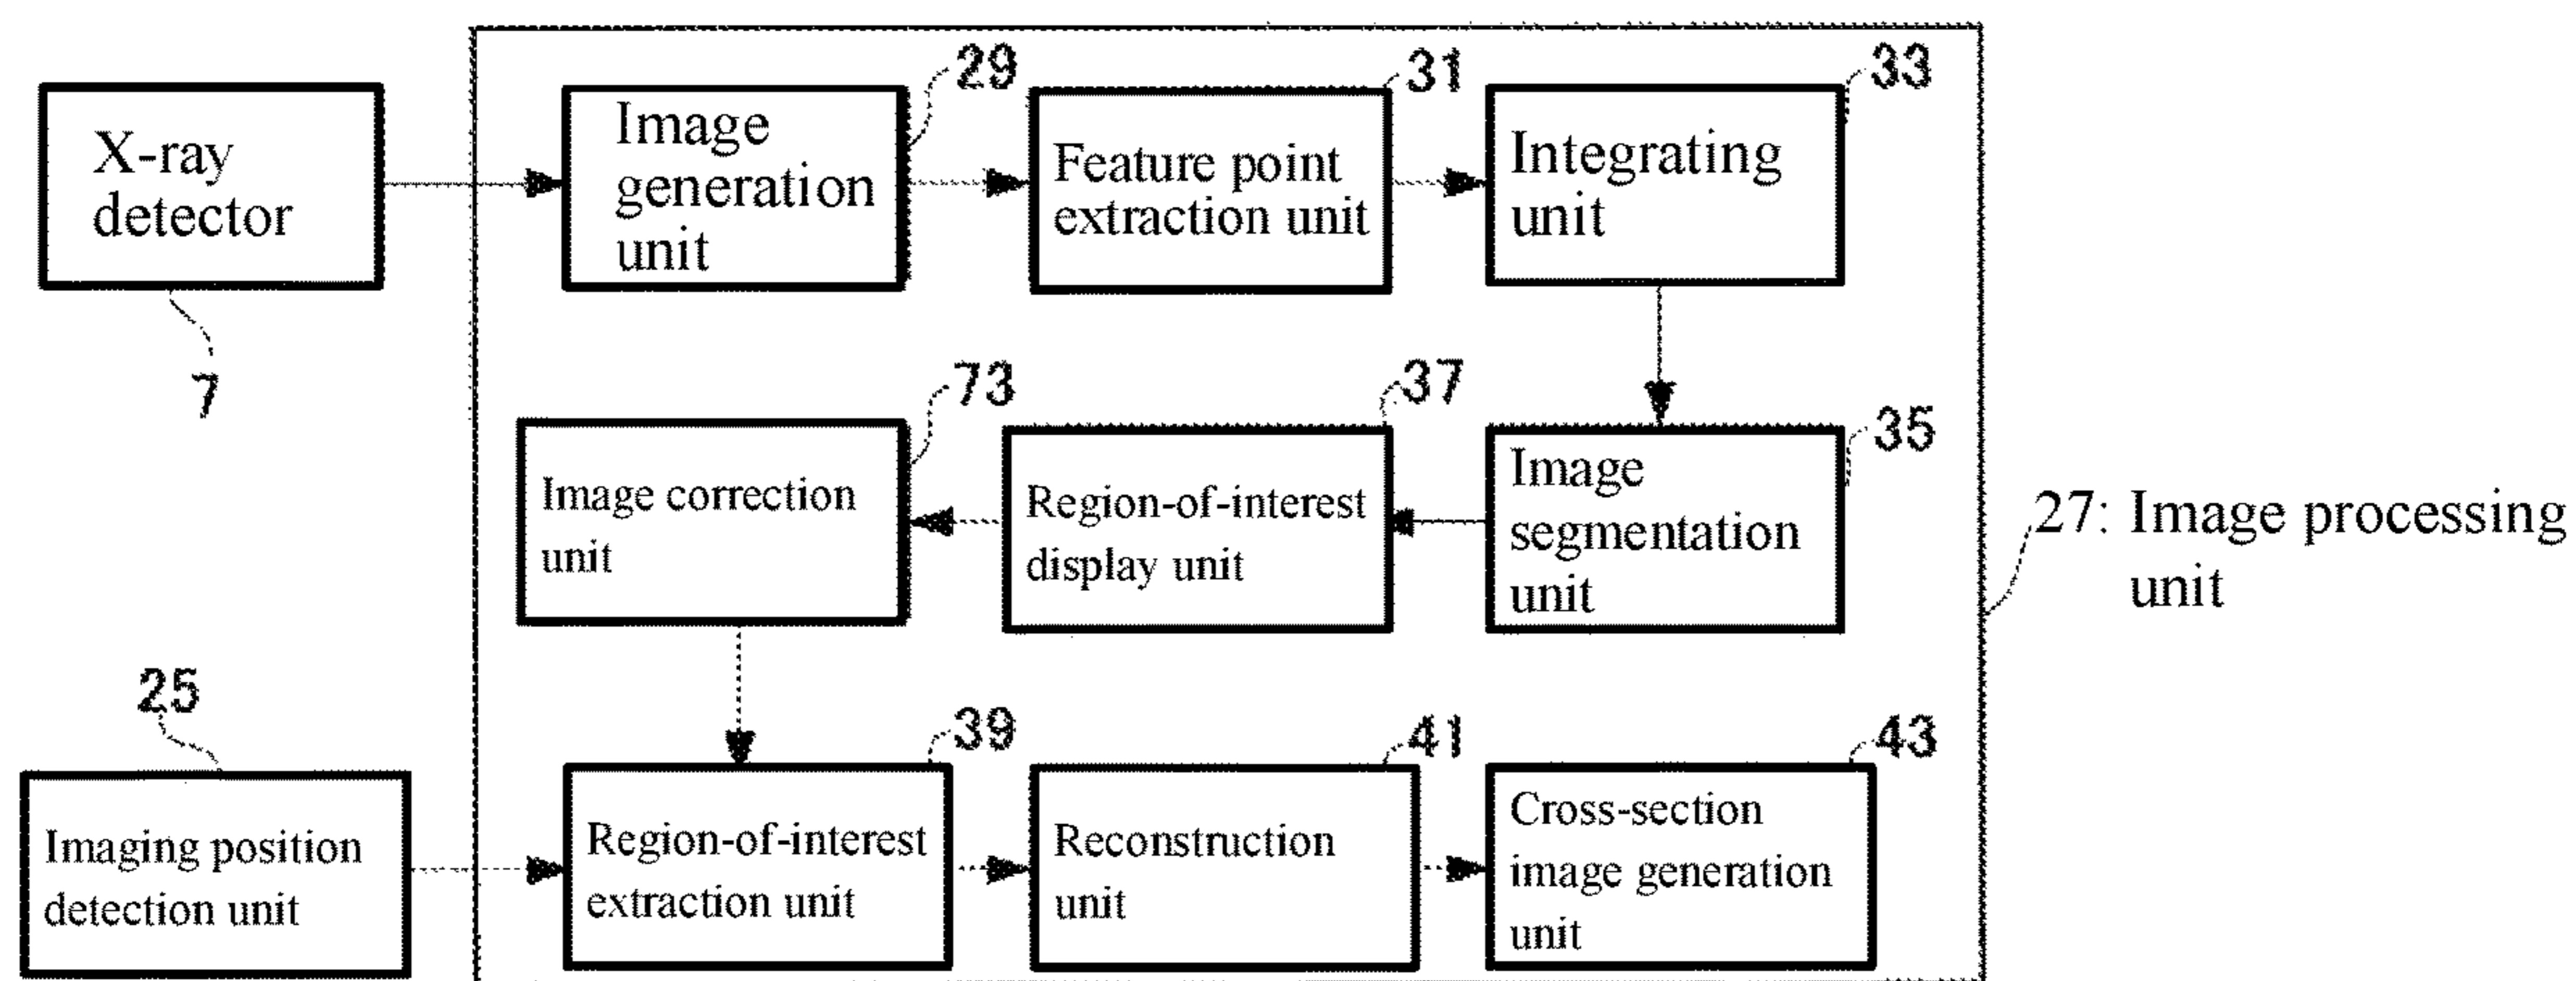 29
31
33
X-ray
detector
Image
generation
unit
Feature point
extraction unit
Integrating
unit
7
73
37
35
Image correction
unit
Region-of-interest
display unit
Image
segmentation
unit
27: Image processing
unit
25
39
41
43
Imaging position
detection unit
Region-of-interest
extraction unit
Reconstruction
unit
Cross-section
image generation
unit